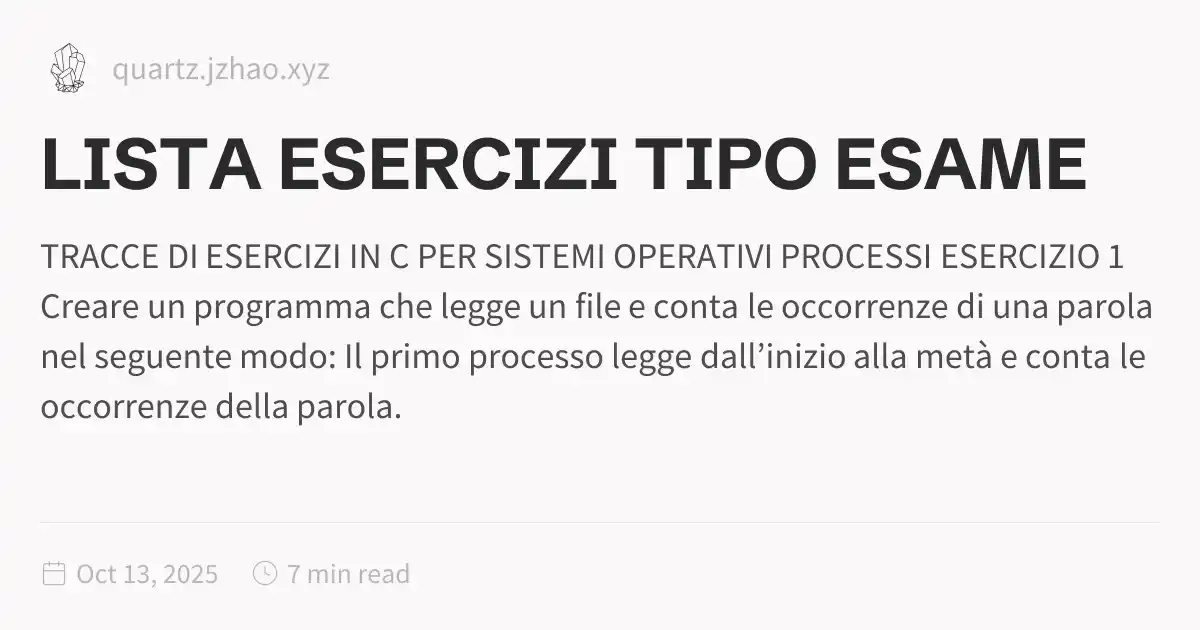 quartz.jzhao.xyz
LISTA ESERCIZI TIPO ESAME
TRACCE DI ESERCIZI IN C PER SISTEMI OPERATIVI PROCESSI ESERCIZIO 1
Creare un programma che legge un file e conta le occorrenze di una parola
nel seguente modo: Il primo processo legge dall’inizio alla metà e conta le
occorrenze della parola.
Oct 13, 2025 7 min read